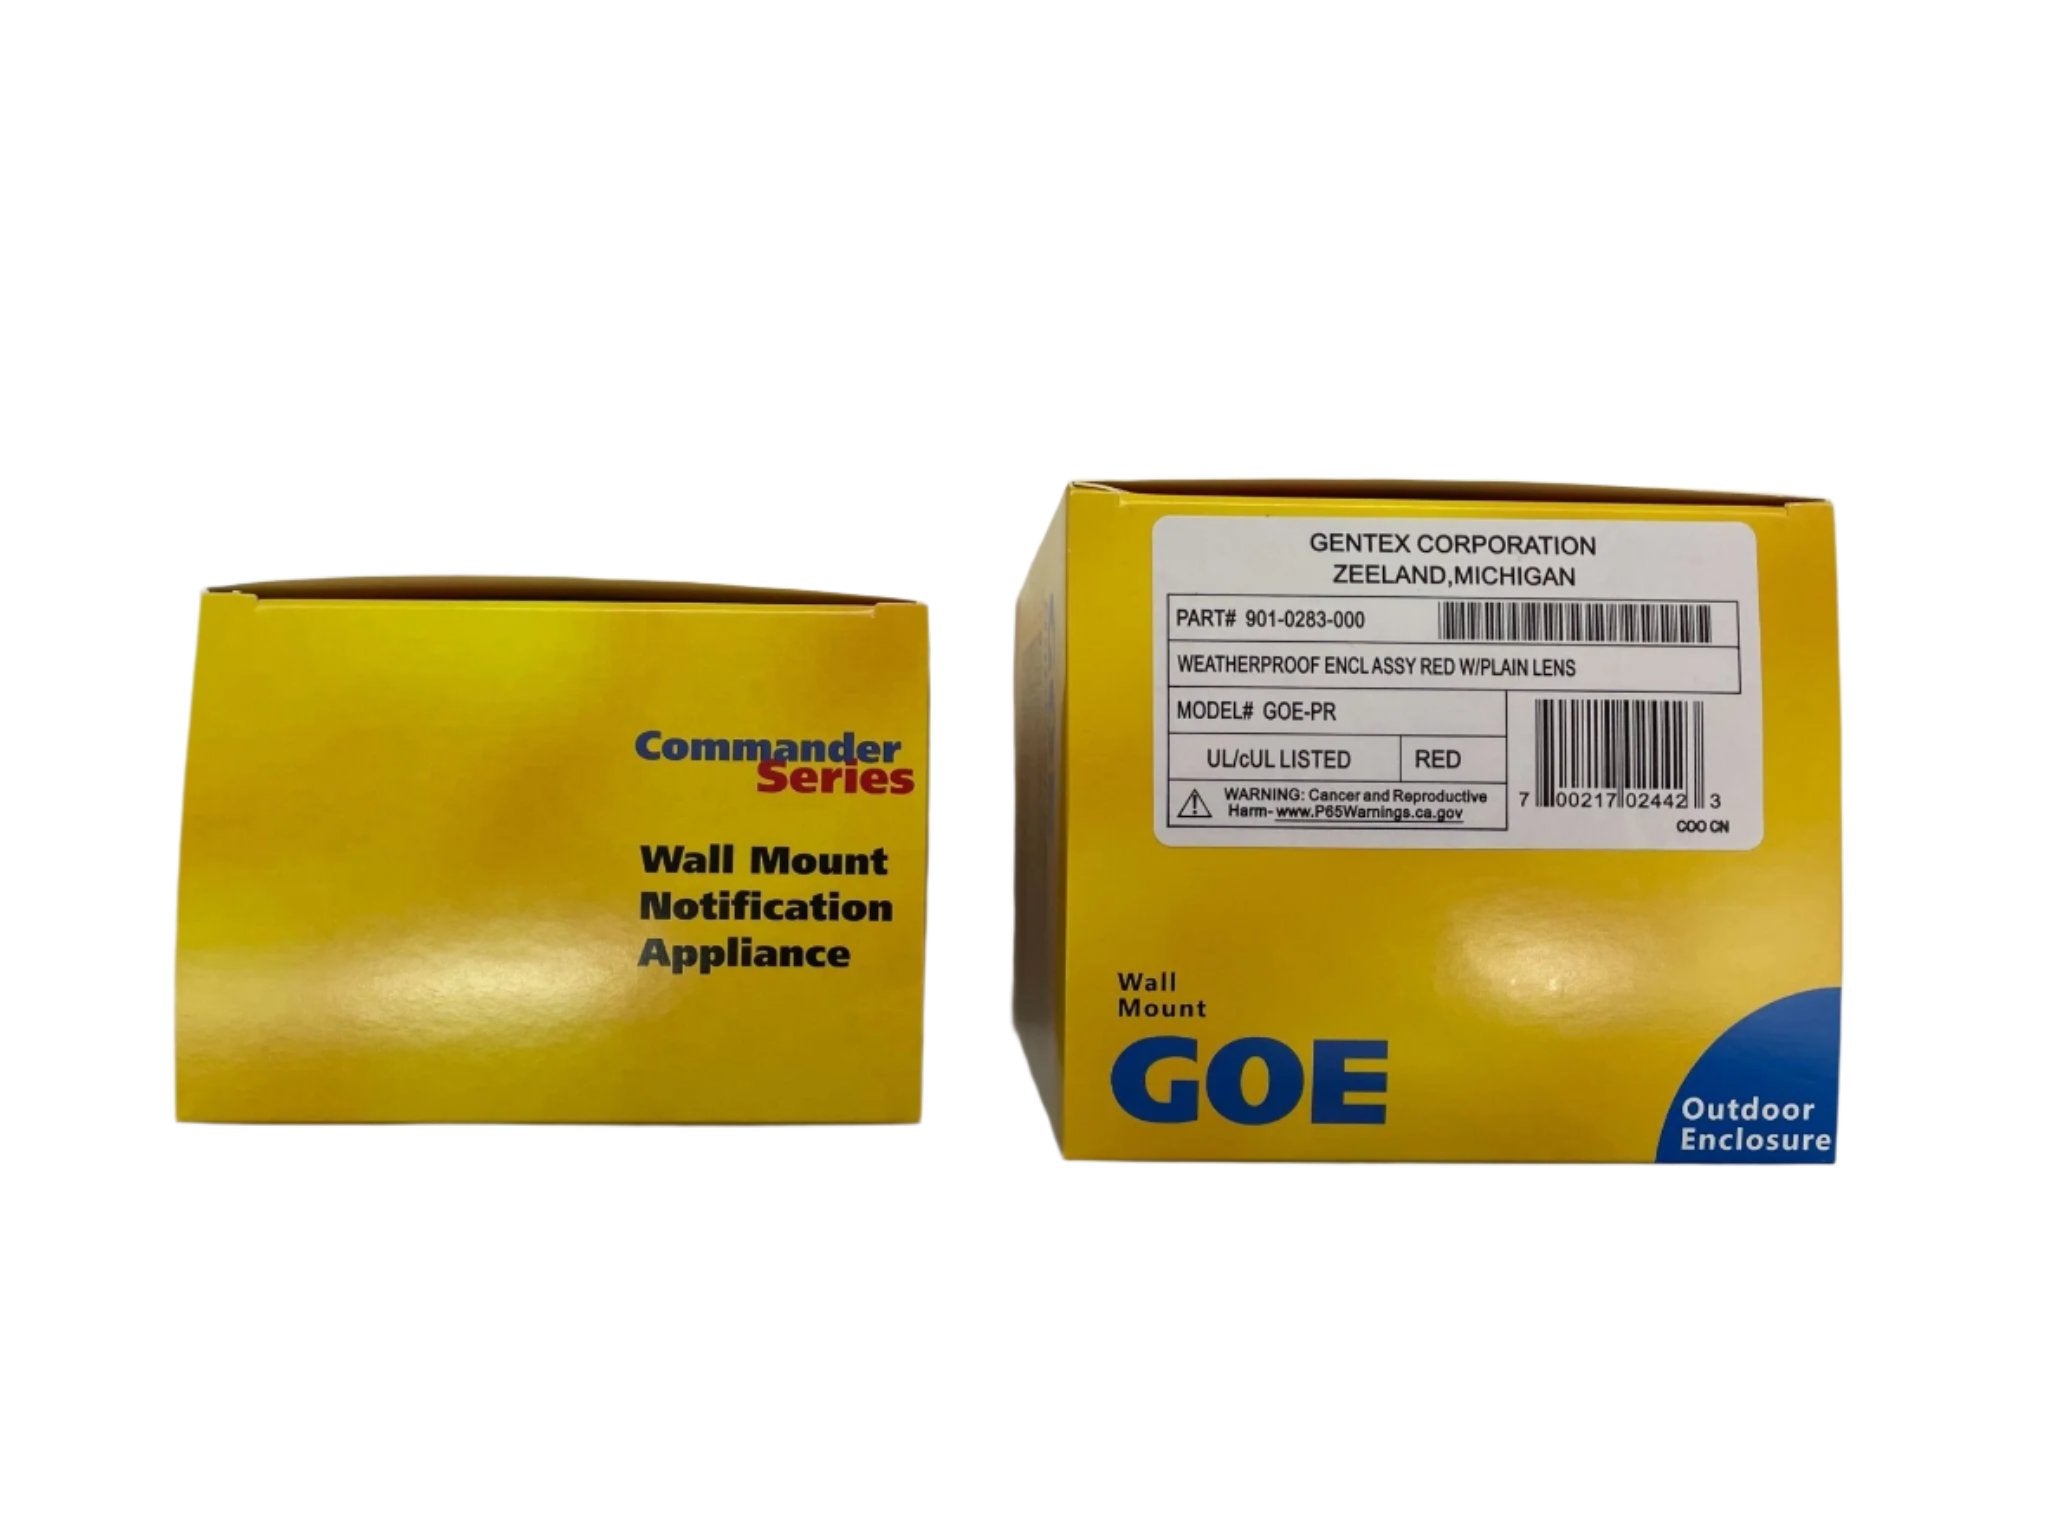 Commander
Series
Wall Mount
Notification
Appliance
GENTEX CORPORATION
ZEELAND,MICHIGAN
PART# 901-0283-000
WEATHERPROOF ENCL ASSY RED W/PLAIN LENS
MODEL# GOE-PR
UL/cUL LISTED RED
WARNING: Cancer and Reproductive
Harm- www.P65Warnings.ca.gov
7 00217 02442 3
COO CN
Wall
Mount
GOE
Outdoor
Enclosure